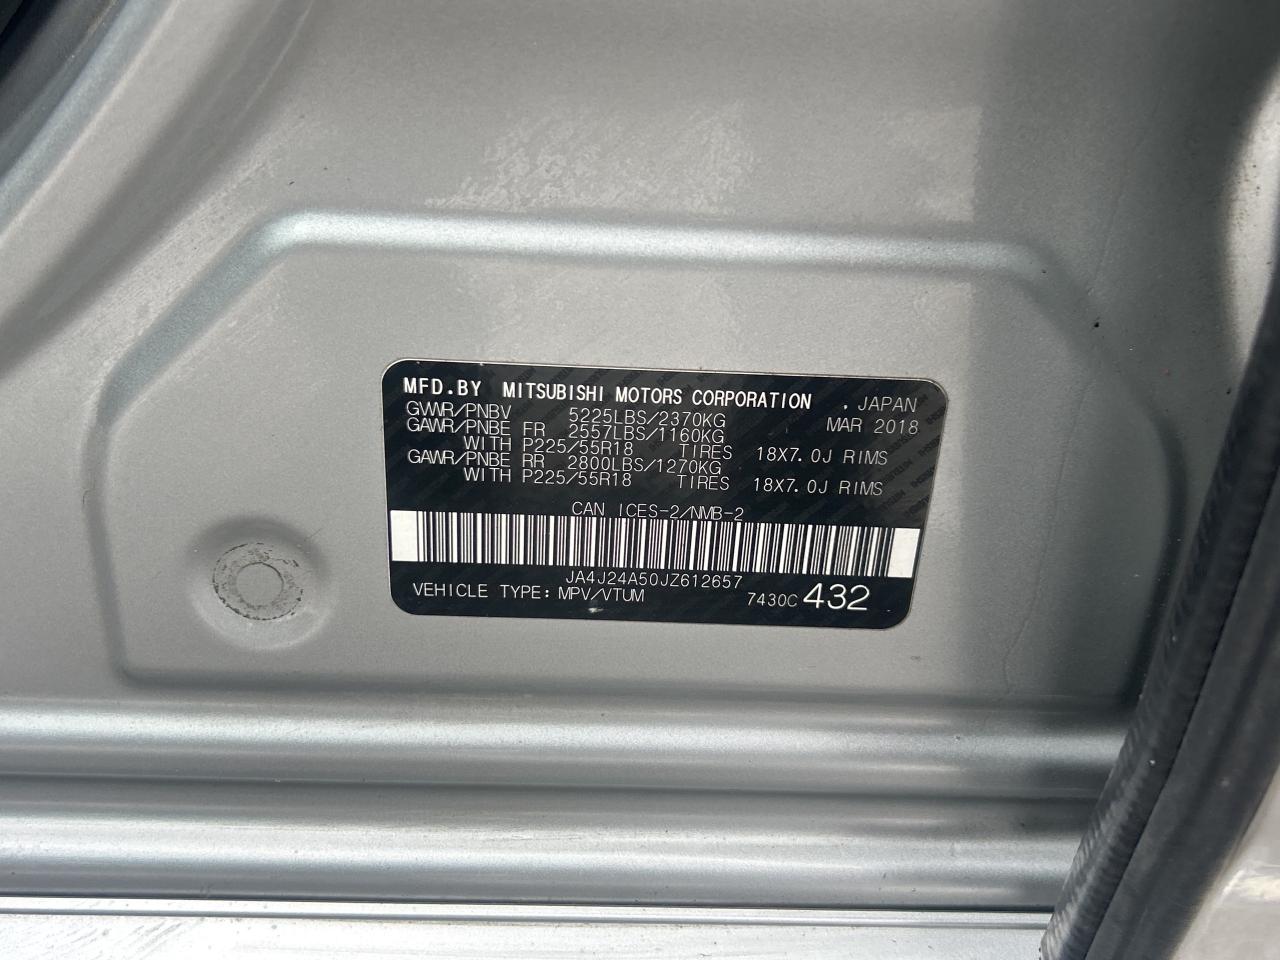 MFD.BY MITSUBISHI MOTORS CORPORATION , JAPAN
GVWR/PNBV 5225LBS/2370KG MAR 2018
GAWR/PNBE FR 2557LBS/1160KG
WITH P225/55R18 TIRES 18X7.0J RIMS
GAWR/PNBE RR 2800LBS/1270KG
WITH P225/55R18 TIRES 18X7.0J RIMS
CAN ICES-2/NMB-2
JA4J24A50JZ612657
VEHICLE TYPE: MPV/VTUM 7430C 432